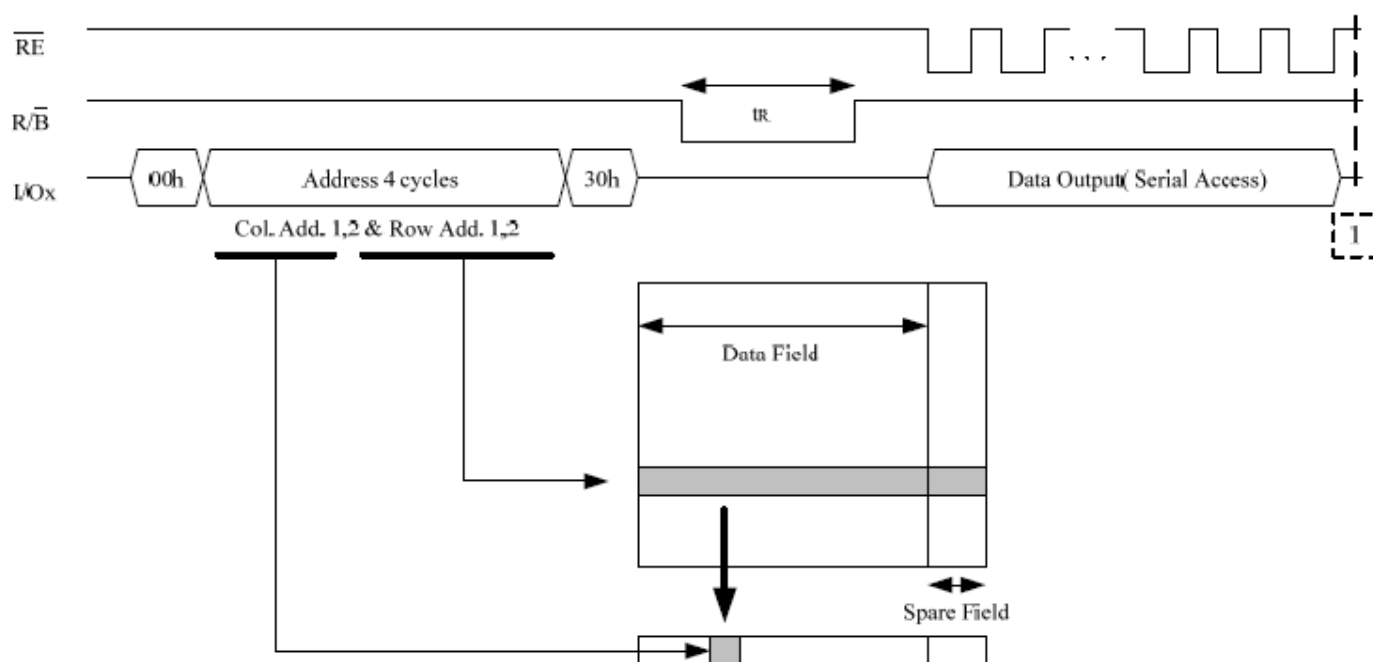 R̅E̅
R/B̅
tR
I/Ox
00h
Address 4 cycles
30h
Data Output( Serial Access)
Col. Add. 1,2 & Row Add. 1,2
1
Data Field
Spare Field